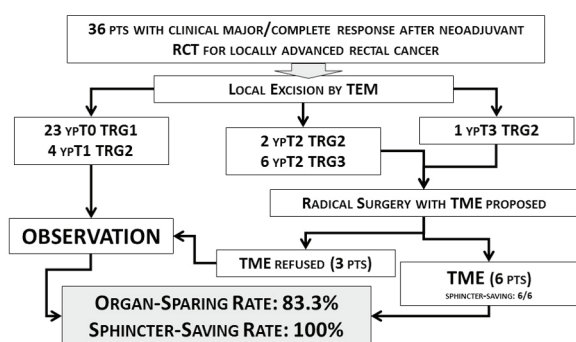 36 PTS WITH CLINICAL MAJOR/COMPLETE RESPONSE AFTER NEOADJUVANT
RCT FOR LOCALLY ADVANCED RECTAL CANCER
LOCAL EXCISION BY TEM
23 YPT0 TRG1
4 YPT1 TRG2
2 YPT2 TRG2
6 YPT2 TRG3
1 YPT3 TRG2
RADICAL SURGERY WITH TME PROPOSED
OBSERVATION
TME REFUSED (3 PTS)
TME (6 PTS)
SPHINCTER-SAVING: 6/6
ORGAN-SPARING RATE: 83.3%
SPHINCTER-SAVING RATE: 100%